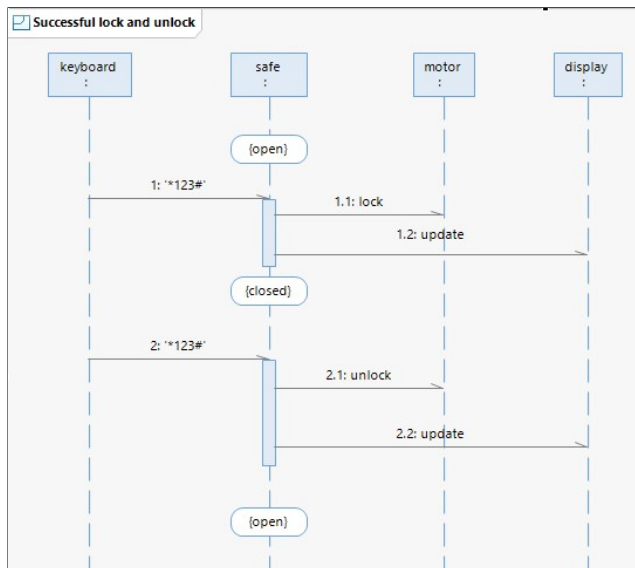 Successful lock and unlock
keyboard
:
safe
:
motor
:
display
:
{open}
1: '*123#'
1.1: lock
1.2: update
{closed}
2: '*123#'
2.1: unlock
2.2: update
{open}